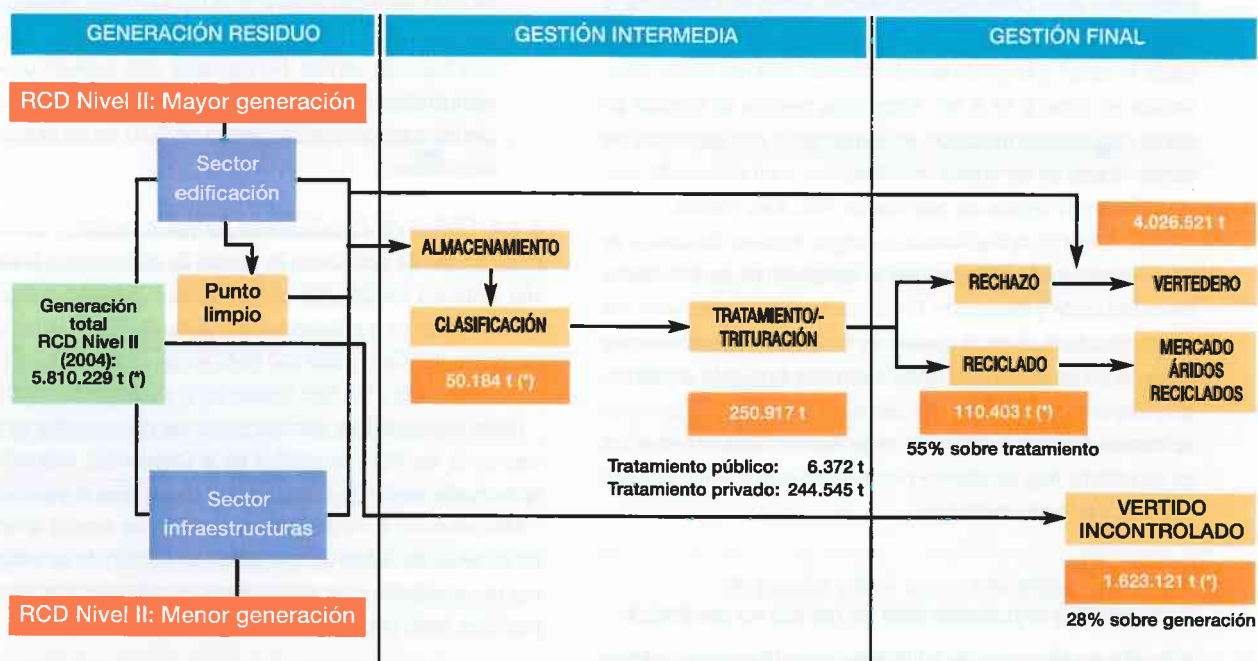 GENERACIÓN RESIDUO
GESTIÓN INTERMEDIA
GESTIÓN FINAL
RCD Nivel II: Mayor generación
Sector
edificación
Punto
limpio
Generación
total
RCD Nivel II
(2004):
5.810.229 t (*)
Sector
infraestructuras
RCD Nivel II: Menor generación
ALMACENAMIENTO
CLASIFICACIÓN
50.184 t (*)
TRATAMIENTO/-
TRITURACIÓN
250.917 t
Tratamiento público: 6.372 t
Tratamiento privado: 244.545 t
4.026.521 t
RECHAZO
VERTEDERO
RECICLADO
MERCADO
ÁRIDOS
RECICLADOS
110.403 t (*)
55% sobre tratamiento
VERTIDO
INCONTROLADO
1.623.121 t (*)
28% sobre generación